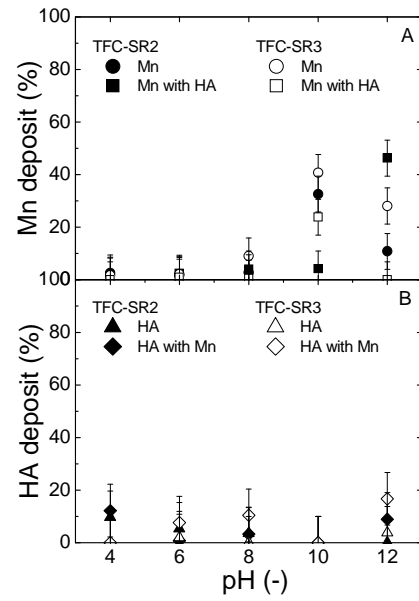 A
TFC-SR2 TFC-SR3
Mn Mn
Mn with HA Mn with HA
Mn deposit (%)
100
80
60
40
20
100
B
TFC-SR2 TFC-SR3
HA HA
HA with Mn HA with Mn
HA deposit (%)
80
60
40
20
0
4 6 8 10 12
pH (-)